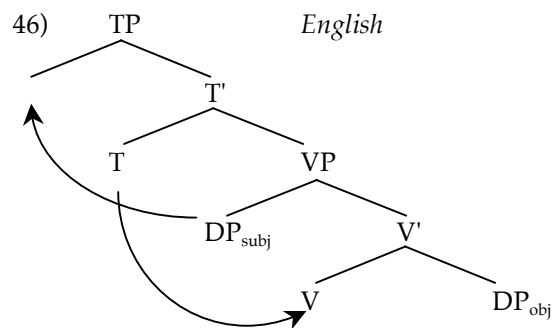 46) TP English
T'
T VP
DPsubj V'
V DPobj